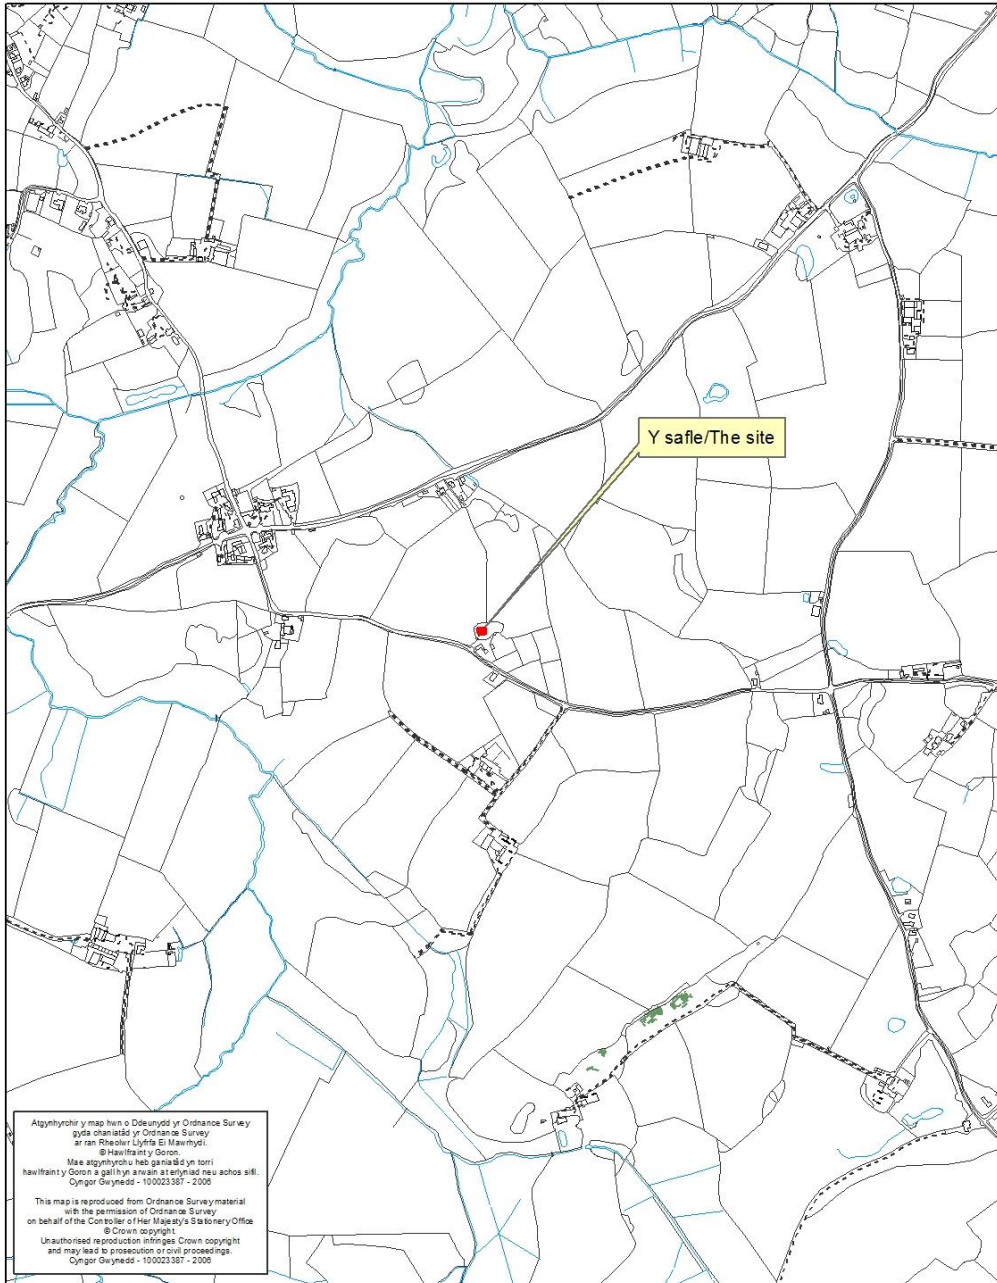 Y safle/The site
Atgynhyrchir y map hwn o Ddeunydd yr Ordnance Survey
gyda chaniatâd yr Ordnance Survey
ar ran Rheolwr Llyfrfa Ei Mawrhydi.
© Hawlfraint y Goron.
Mae atgynhyrchu heb ganiatâd yn torri
hawlfraint y Goron a gall hyn arwain at erlyniad neu achos sifil.
Cyngor Gwynedd - 100023387 - 2006
This map is reproduced from Ordnance Survey material
with the permission of Ordnance Survey
on behalf of the Controller of Her Majesty's Stationery Office
© Crown copyright.
Unauthorised reproduction infringes Crown copyright
and may lead to prosecution or civil proceedings.
Cyngor Gwynedd - 100023387 - 2006